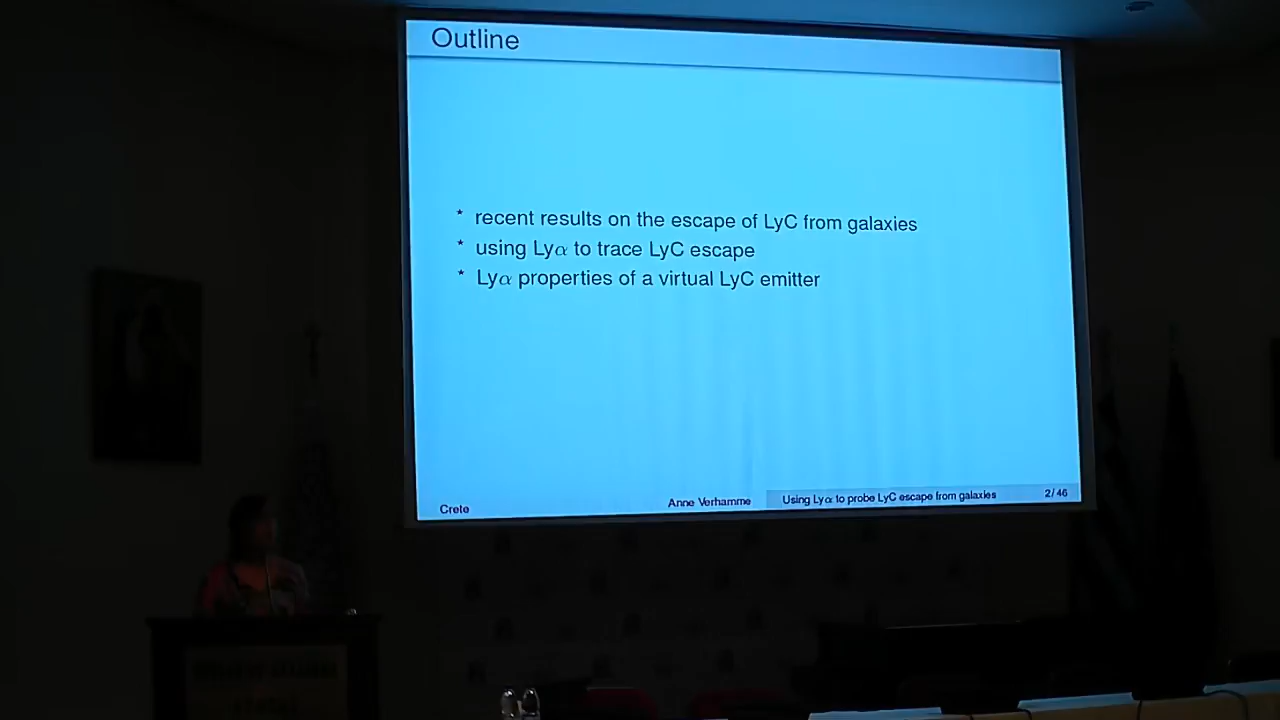 Outline
* recent results on the escape of LyC from galaxies
* using Lyα to trace LyC escape
* Lyα properties of a virtual LyC emitter
Crete Anne Verhamme Using Lyα to probe LyC escape from galaxies 2/46